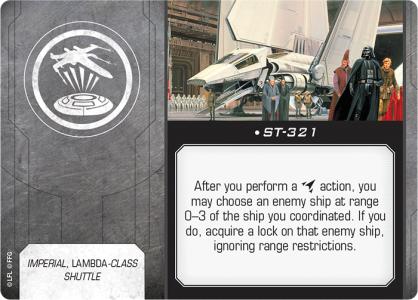 • ST-321
After you perform a action, you
may choose an enemy ship at range
0–3 of the ship you coordinated. If you
do, acquire a lock on that enemy ship,
ignoring range restrictions.
IMPERIAL, LAMBDA-CLASS
SHUTTLE
©LFL ©FFG